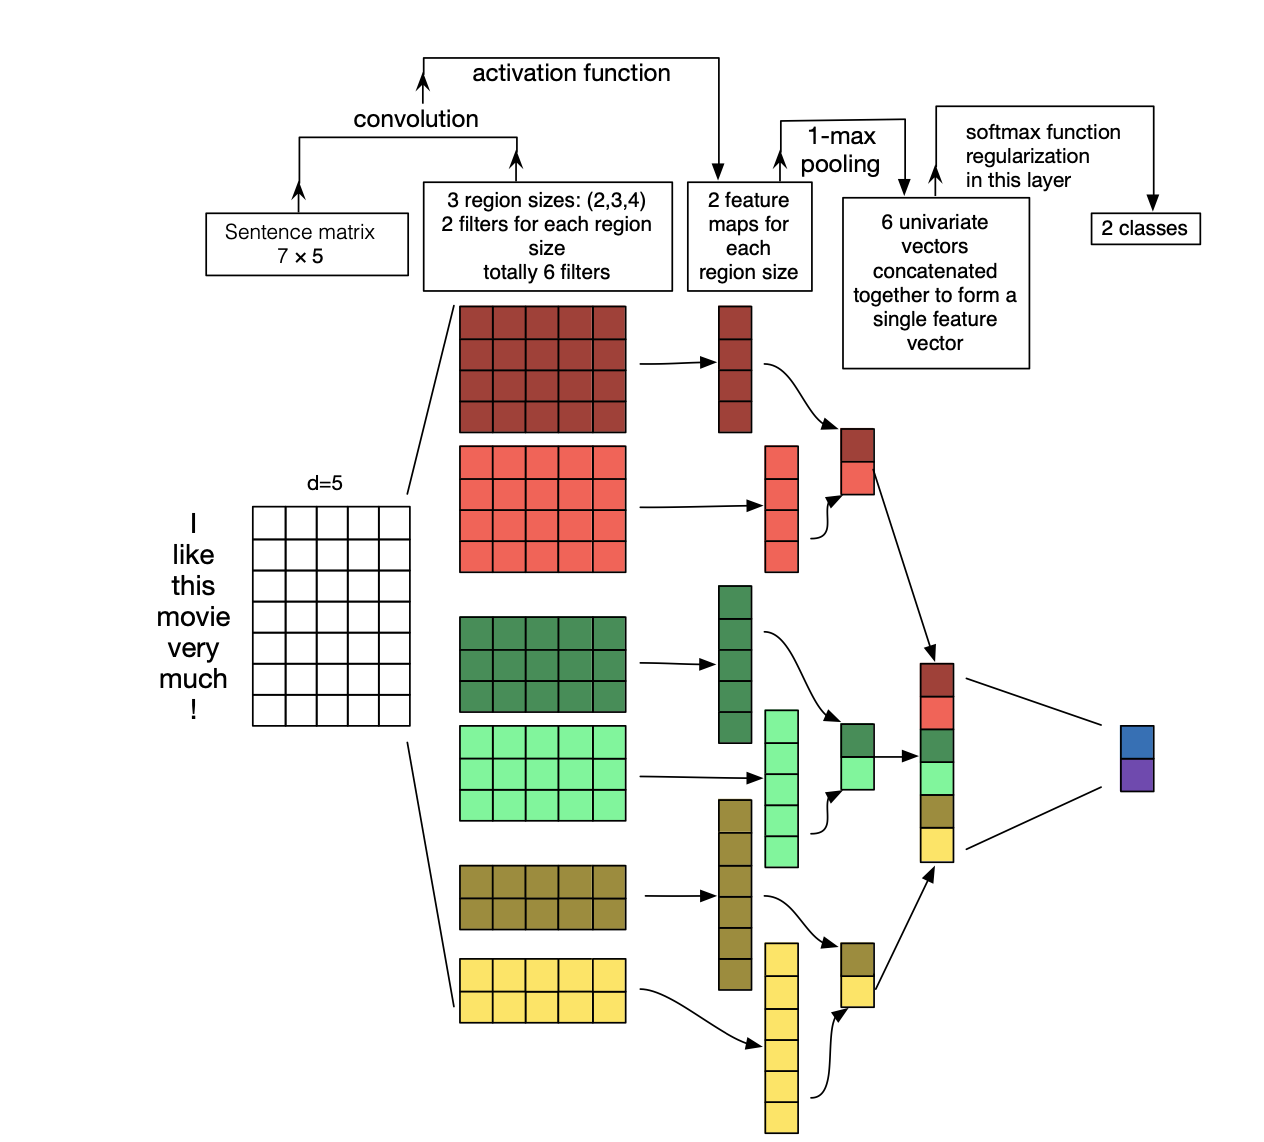 activation function
convolution
1-max
pooling
softmax function
regularization
in this layer
Sentence matrix
7 × 5
3 region sizes: (2,3,4)
2 filters for each region
size
totally 6 filters
2 feature
maps for
each
region size
6 univariate
vectors
concatenated
together to form a
single feature
vector
2 classes
d=5
I
like
this
movie
very
much
!